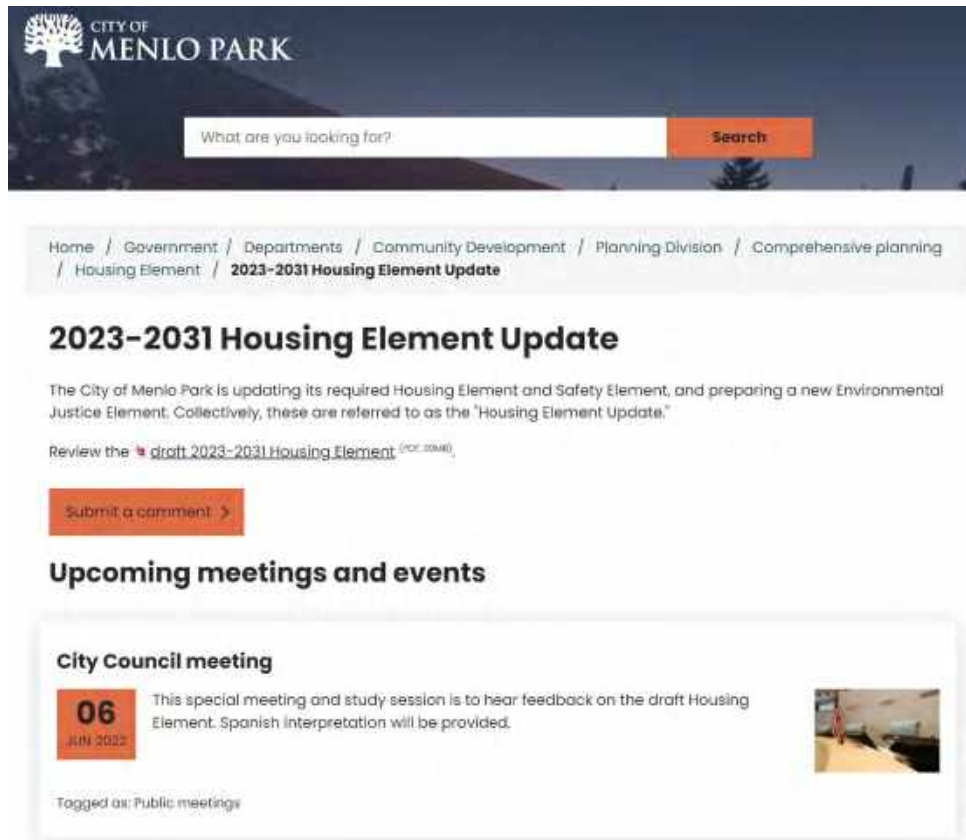 CITY OF
MENLO PARK
What are you looking for?
Search
Home / Government / Departments / Community Development / Planning Division / Comprehensive planning
/ Housing Element / 2023-2031 Housing Element Update
2023-2031 Housing Element Update
The City of Menlo Park is updating its required Housing Element and Safety Element, and preparing a new Environmental
Justice Element. Collectively, these are referred to as the "Housing Element Update."
Review the draft 2023-2031 Housing Element (PDF, 20MB).
Submit a comment >
Upcoming meetings and events
City Council meeting
06
JUN 2022
This special meeting and study session is to hear feedback on the draft Housing
Element. Spanish interpretation will be provided.
Tagged as: Public meetings